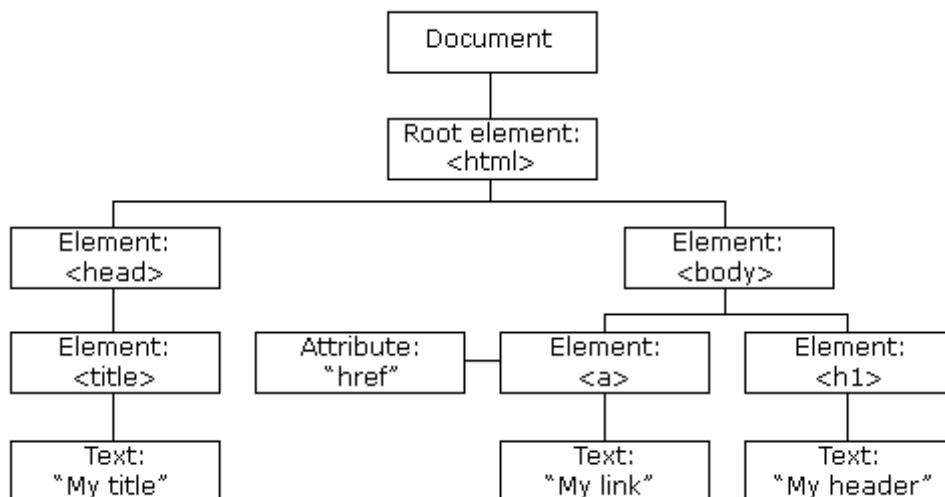 Document
Root element:
<html>
Element:
<head>
Element:
<body>
Element:
<title>
Attribute:
“href”
Element:
<a>
Element:
<h1>
Text:
“My title”
Text:
“My link”
Text:
“My header”